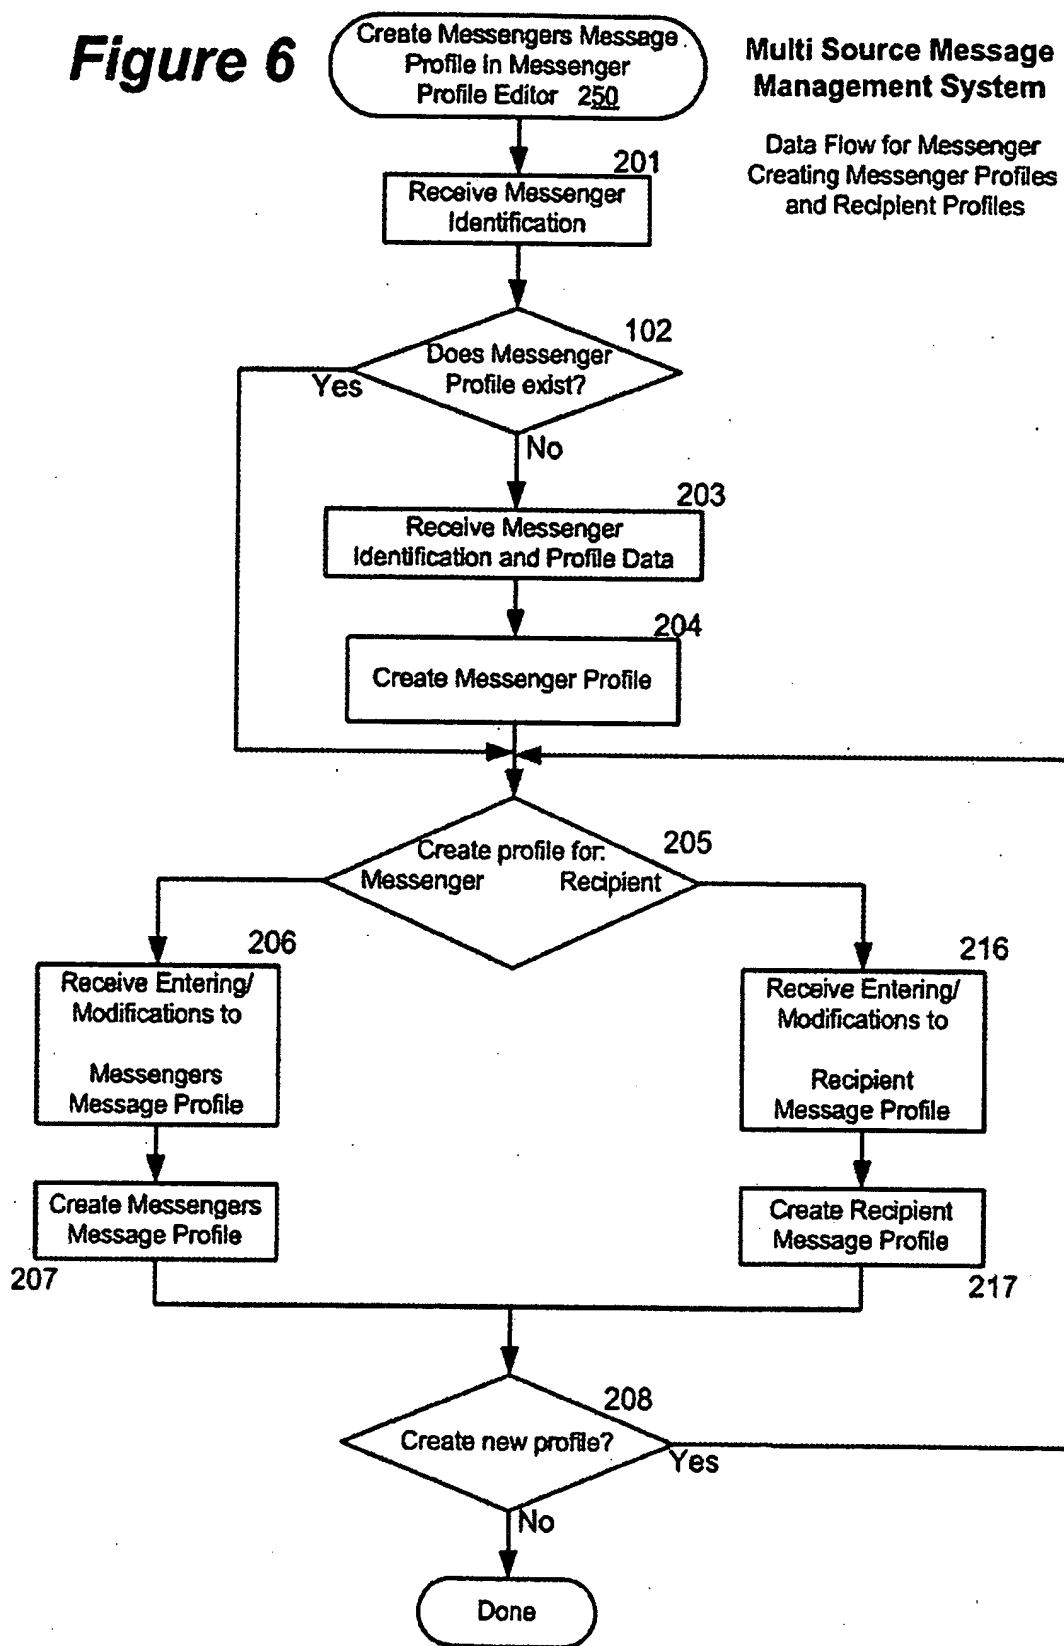 Figure 6
Create Messengers Message
Profile in Messenger
Profile Editor 250
Multi Source Message
Management System
Data Flow for Messenger
Creating Messenger Profiles
and Recipient Profiles
201
Receive Messenger
Identification
102
Does Messenger
Profile exist?
Yes
No
203
Receive Messenger
Identification and Profile Data
204
Create Messenger Profile
205
Create profile for:
Messenger Recipient
206
Receive Entering/
Modifications to
Messengers
Message Profile
216
Receive Entering/
Modifications to
Recipient
Message Profile
Create Messengers
Message Profile
207
Create Recipient
Message Profile
217
208
Create new profile?
Yes
No
Done